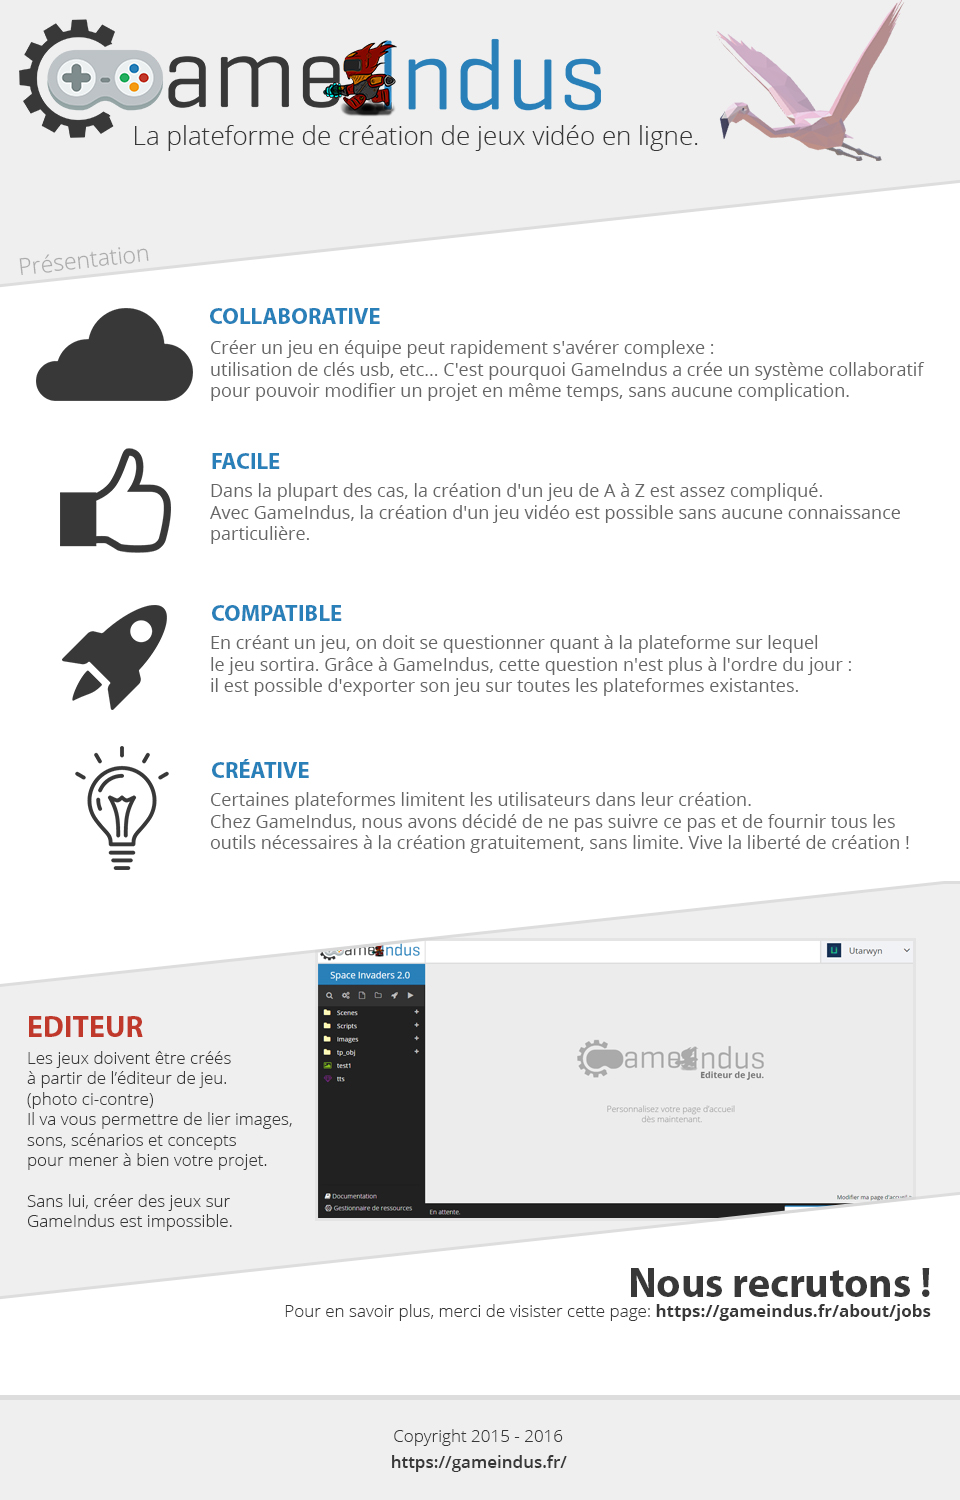 GameIndus
La plateforme de création de jeux vidéo en ligne.
Présentation
COLLABORATIVE
Créer un jeu en équipe peut rapidement s'avérer complexe :
utilisation de clés usb, etc... C'est pourquoi GameIndus a crée un système collaboratif
pour pouvoir modifier un projet en même temps, sans aucune complication.
FACILE
Dans la plupart des cas, la création d'un jeu de A à Z est assez compliqué.
Avec GameIndus, la création d'un jeu vidéo est possible sans aucune connaissance
particulière.
COMPATIBLE
En créant un jeu, on doit se questionner quant à la plateforme sur lequel
le jeu sortira. Grâce à GameIndus, cette question n'est plus à l'ordre du jour :
il est possible d'exporter son jeu sur toutes les plateformes existantes.
CRÉATIVE
Certaines plateformes limitent les utilisateurs dans leur création.
Chez GameIndus, nous avons décidé de ne pas suivre ce pas et de fournir tous les
outils nécessaires à la création gratuitement, sans limite. Vive la liberté de création !
EDITEUR
Les jeux doivent être créés
à partir de l'éditeur de jeu.
(photo ci-contre)
Il va vous permettre de lier images,
sons, scénarios et concepts
pour mener à bien votre projet.
Sans lui, créer des jeux sur
GameIndus est impossible.
GameIndus
Utarwyn
Space Invaders 2.0
Scenes
Scripts
Images
tp_obj
test1
tts
GameIndus
Editeur de Jeu.
Personnalisez votre page d'accueil
dès maintenant.
Documentation
Gestionnaire de ressources
En attente.
Modifier ma page d'accueil
Nous recrutons !
Pour en savoir plus, merci de visister cette page: https://gameindus.fr/about/jobs
Copyright 2015 - 2016
https://gameindus.fr/